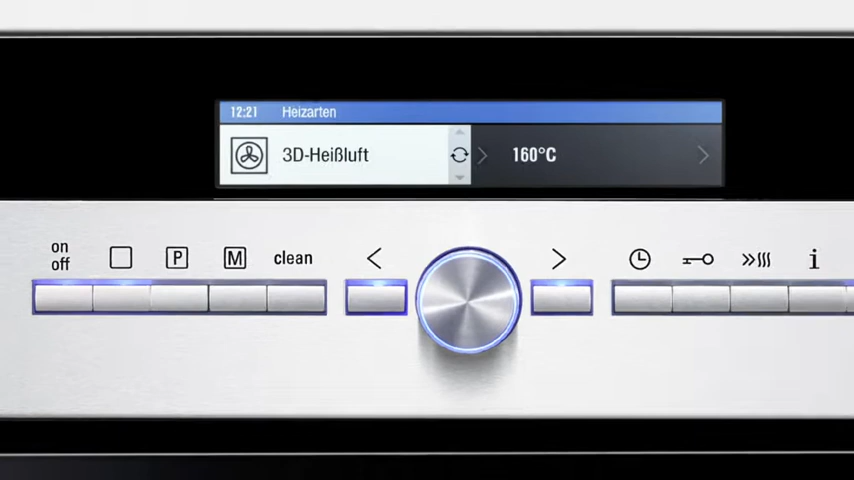 12:21 Heizarten
3D-Heißluft 160°C
on
off
P
M
clean
i